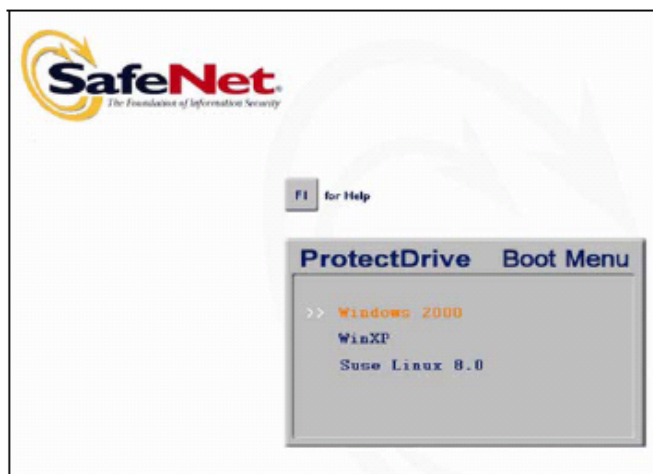 SafeNet®
The Foundation of Information Security
F1 for Help
ProtectDrive Boot Menu
>> Windows 2000
WinXP
Suse Linux 8.0